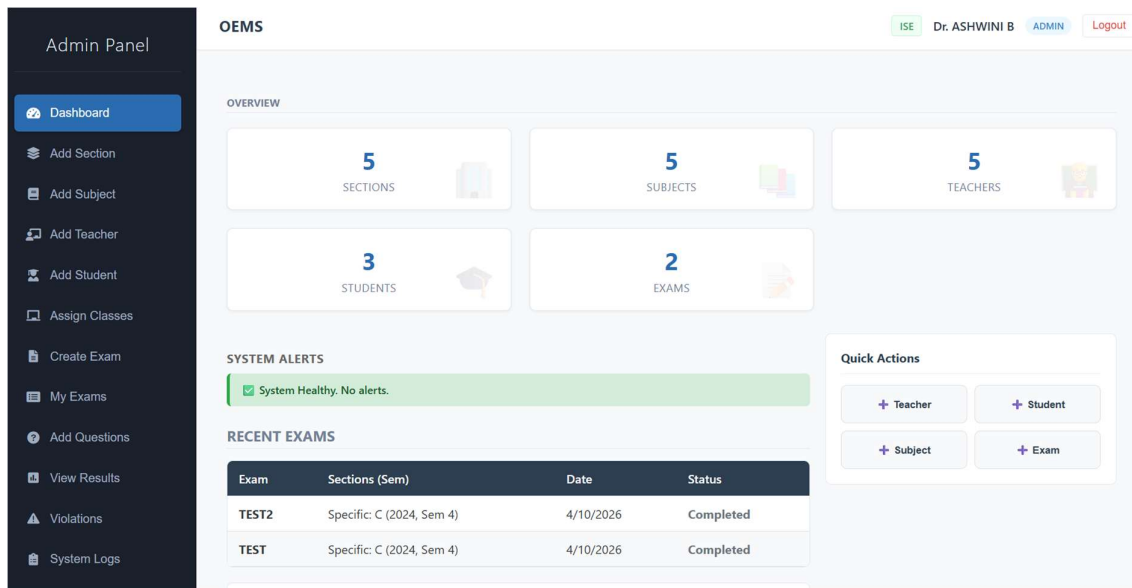 Admin Panel
Dashboard
Add Section
Add Subject
Add Teacher
Add Student
Assign Classes
Create Exam
My Exams
Add Questions
View Results
Violations
System Logs
OEMS
ISE Dr. ASHWINI B ADMIN Logout
OVERVIEW
5 5 5
SECTIONS SUBJECTS TEACHERS
3 2
STUDENTS EXAMS
SYSTEM ALERTS
System Healthy. No alerts.
RECENT EXAMS
Exam Sections (Sem) Date Status
TEST2 Specific: C (2024, Sem 4) 4/10/2026 Completed
TEST Specific: C (2024, Sem 4) 4/10/2026 Completed
Quick Actions
+ Teacher + Student
+ Subject + Exam